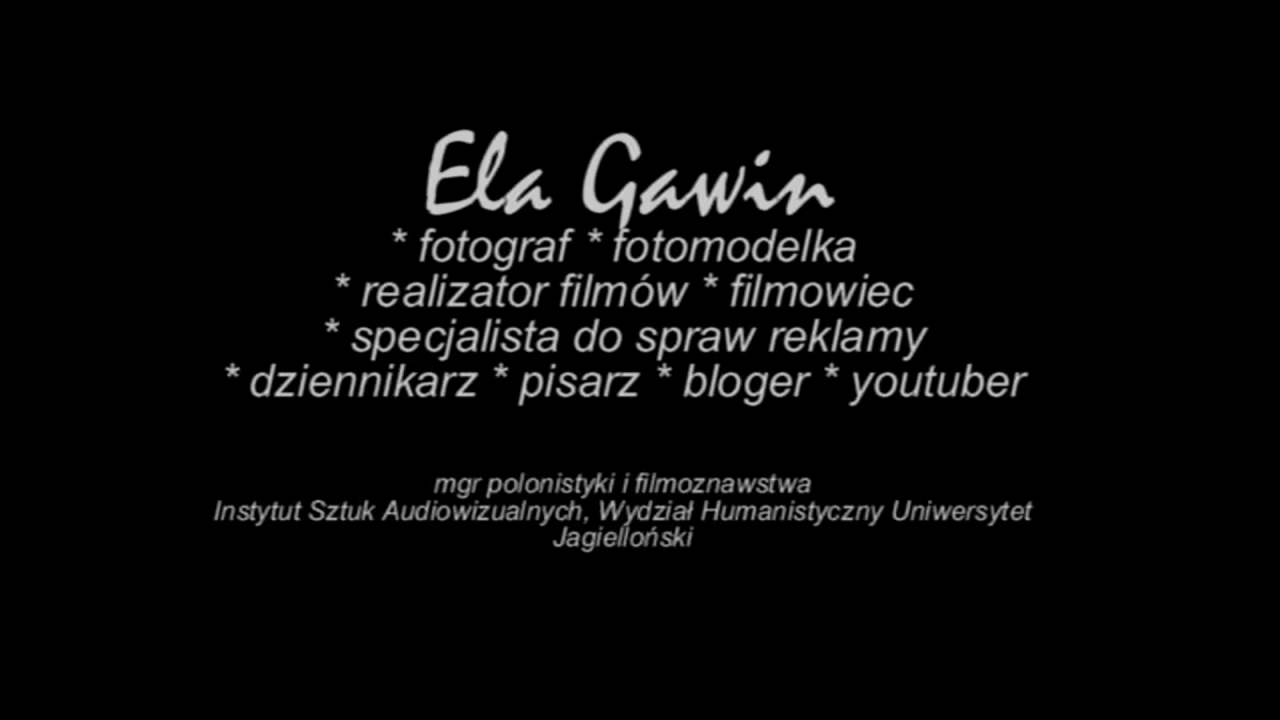 Ela Gawin
* fotograf * fotomodelka
* realizator filmów * filmowiec
* specjalista do spraw reklamy
* dziennikarz * pisarz * bloger * youtuber
mgr polonistyki i filmoznawstwa
Instytut Sztuk Audiowizualnych, Wydział Humanistyczny Uniwersytet
Jagielloński